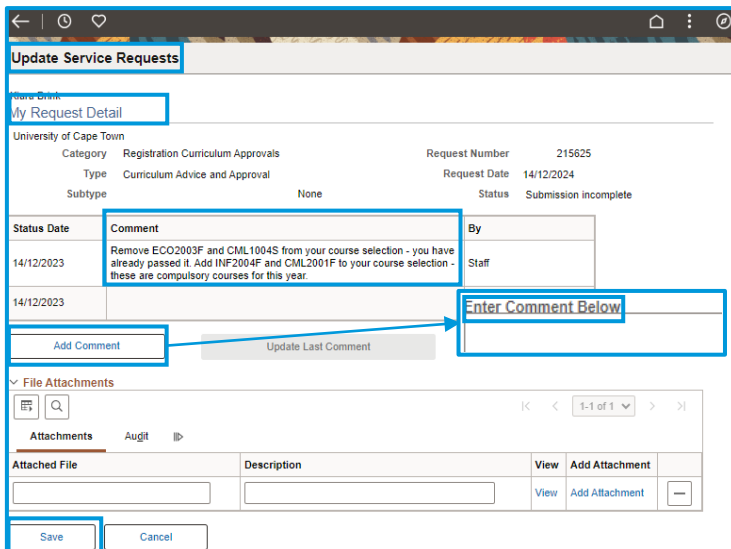 Update Service Requests
Kiara Brink
My Request Detail
University of Cape Town
Category Registration Curriculum Approvals Request Number 215625
Type Curriculum Advice and Approval Request Date 14/12/2024
Subtype None Status Submission incomplete
Status Date Comment By
Remove ECO2003F and CML1004S from your course selection - you have
14/12/2023 already passed it. Add INF2004F and CML2001F to your course selection - Staff
these are compulsory courses for this year.
14/12/2023
Enter Comment Below
Add Comment Update Last Comment
File Attachments
1-1 of 1
Attachments Audit
Attached File Description View Add Attachment
View Add Attachment
Save Cancel